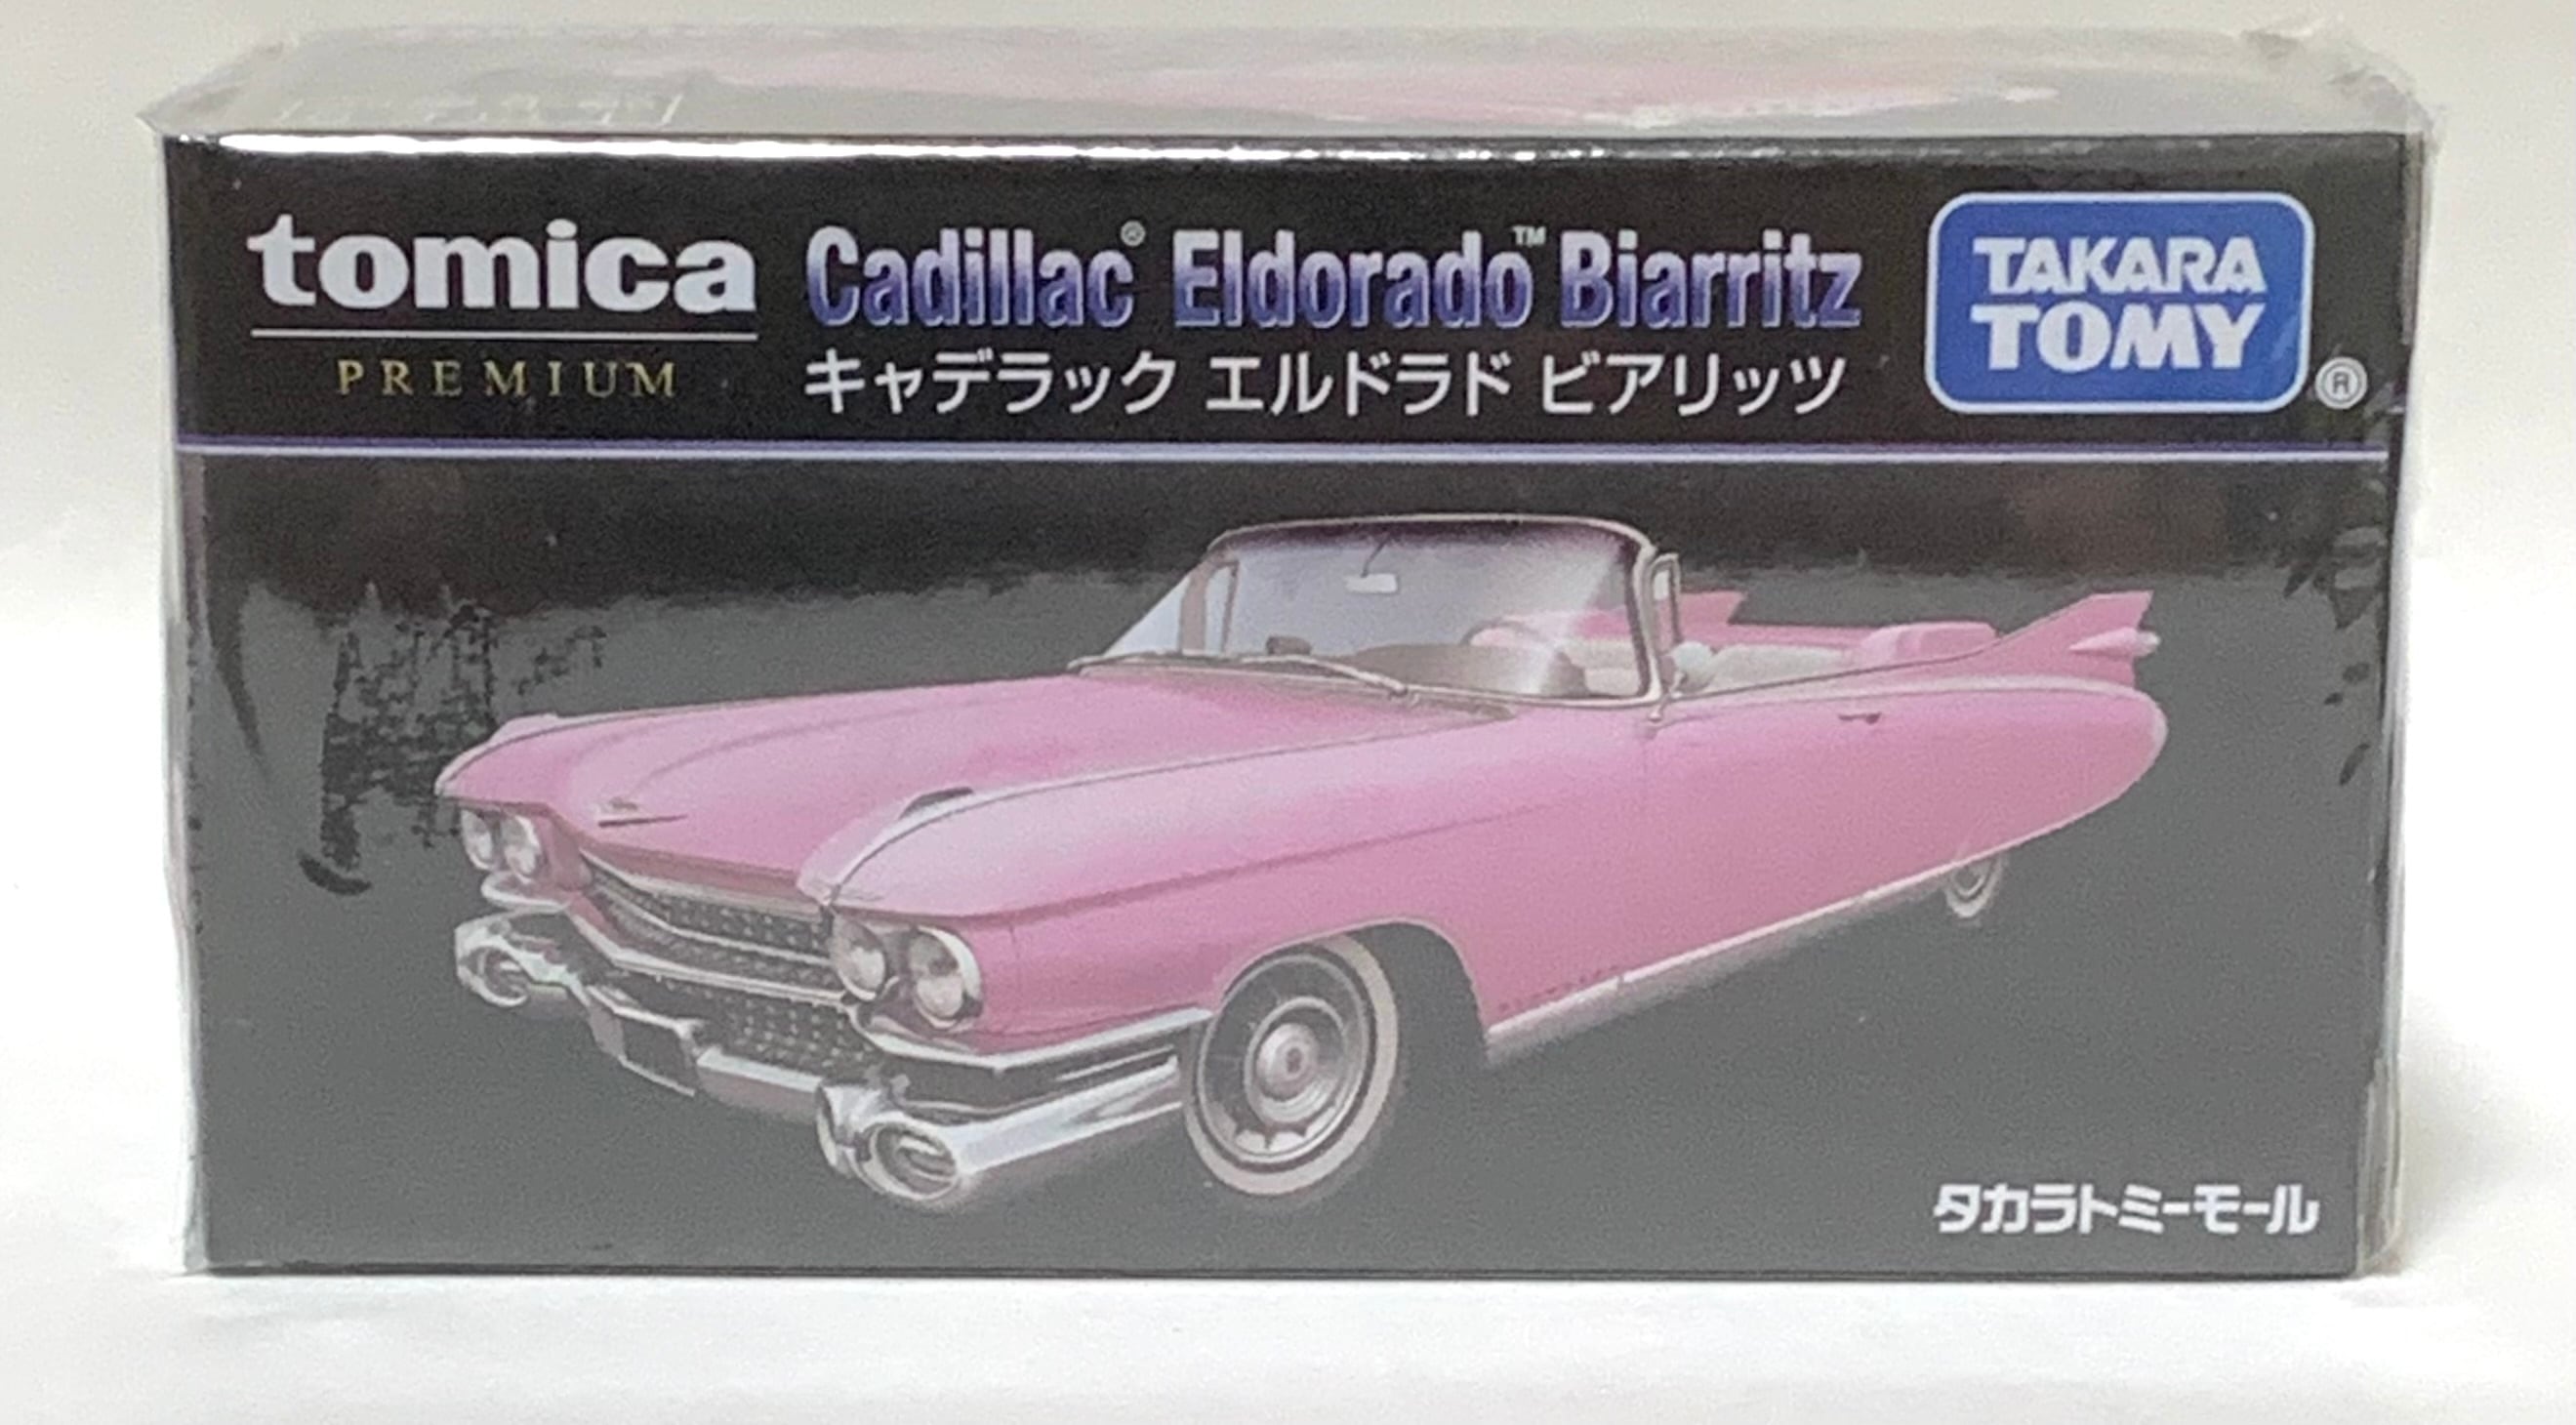 tomica
PREMIUM
Cadillac® Eldorado™ Biarritz
キャデラック エルドラド ビアリッツ
TAKARA
TOMY
®
タカラトミーモール